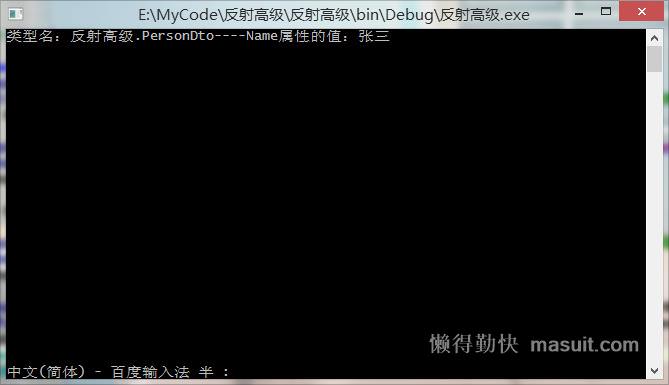 E:\MyCode\反射高级\反射高级\bin\Debug\反射高级.exe
类型名：反射高级.PersonDto----Name属性的值：张三
懒得勤快 masuit.com
中文(简体) - 百度输入法 半 :